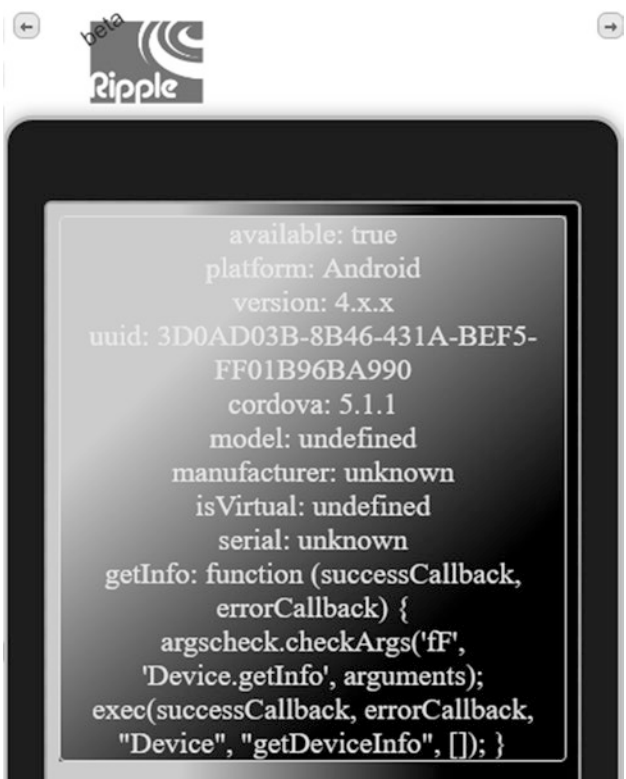 beta
Ripple
available: true
platform: Android
version: 4.x.x
uuid: 3D0AD03B-8B46-431A-BEF5-
FF01B96BA990
cordova: 5.1.1
model: undefined
manufacturer: unknown
isVirtual: undefined
serial: unknown
getInfo: function (successCallback,
errorCallback) {
argscheck.checkArgs('fF',
'Device.getInfo', arguments);
exec(successCallback, errorCallback,
"Device", "getDeviceInfo", []); }